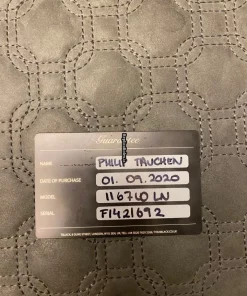 Guarantee
NAME PHILIP TAUCHEN
DATE OF PURCHASE 01. 09. 2020
MODEL 116710 LN
SERIAL F1421692